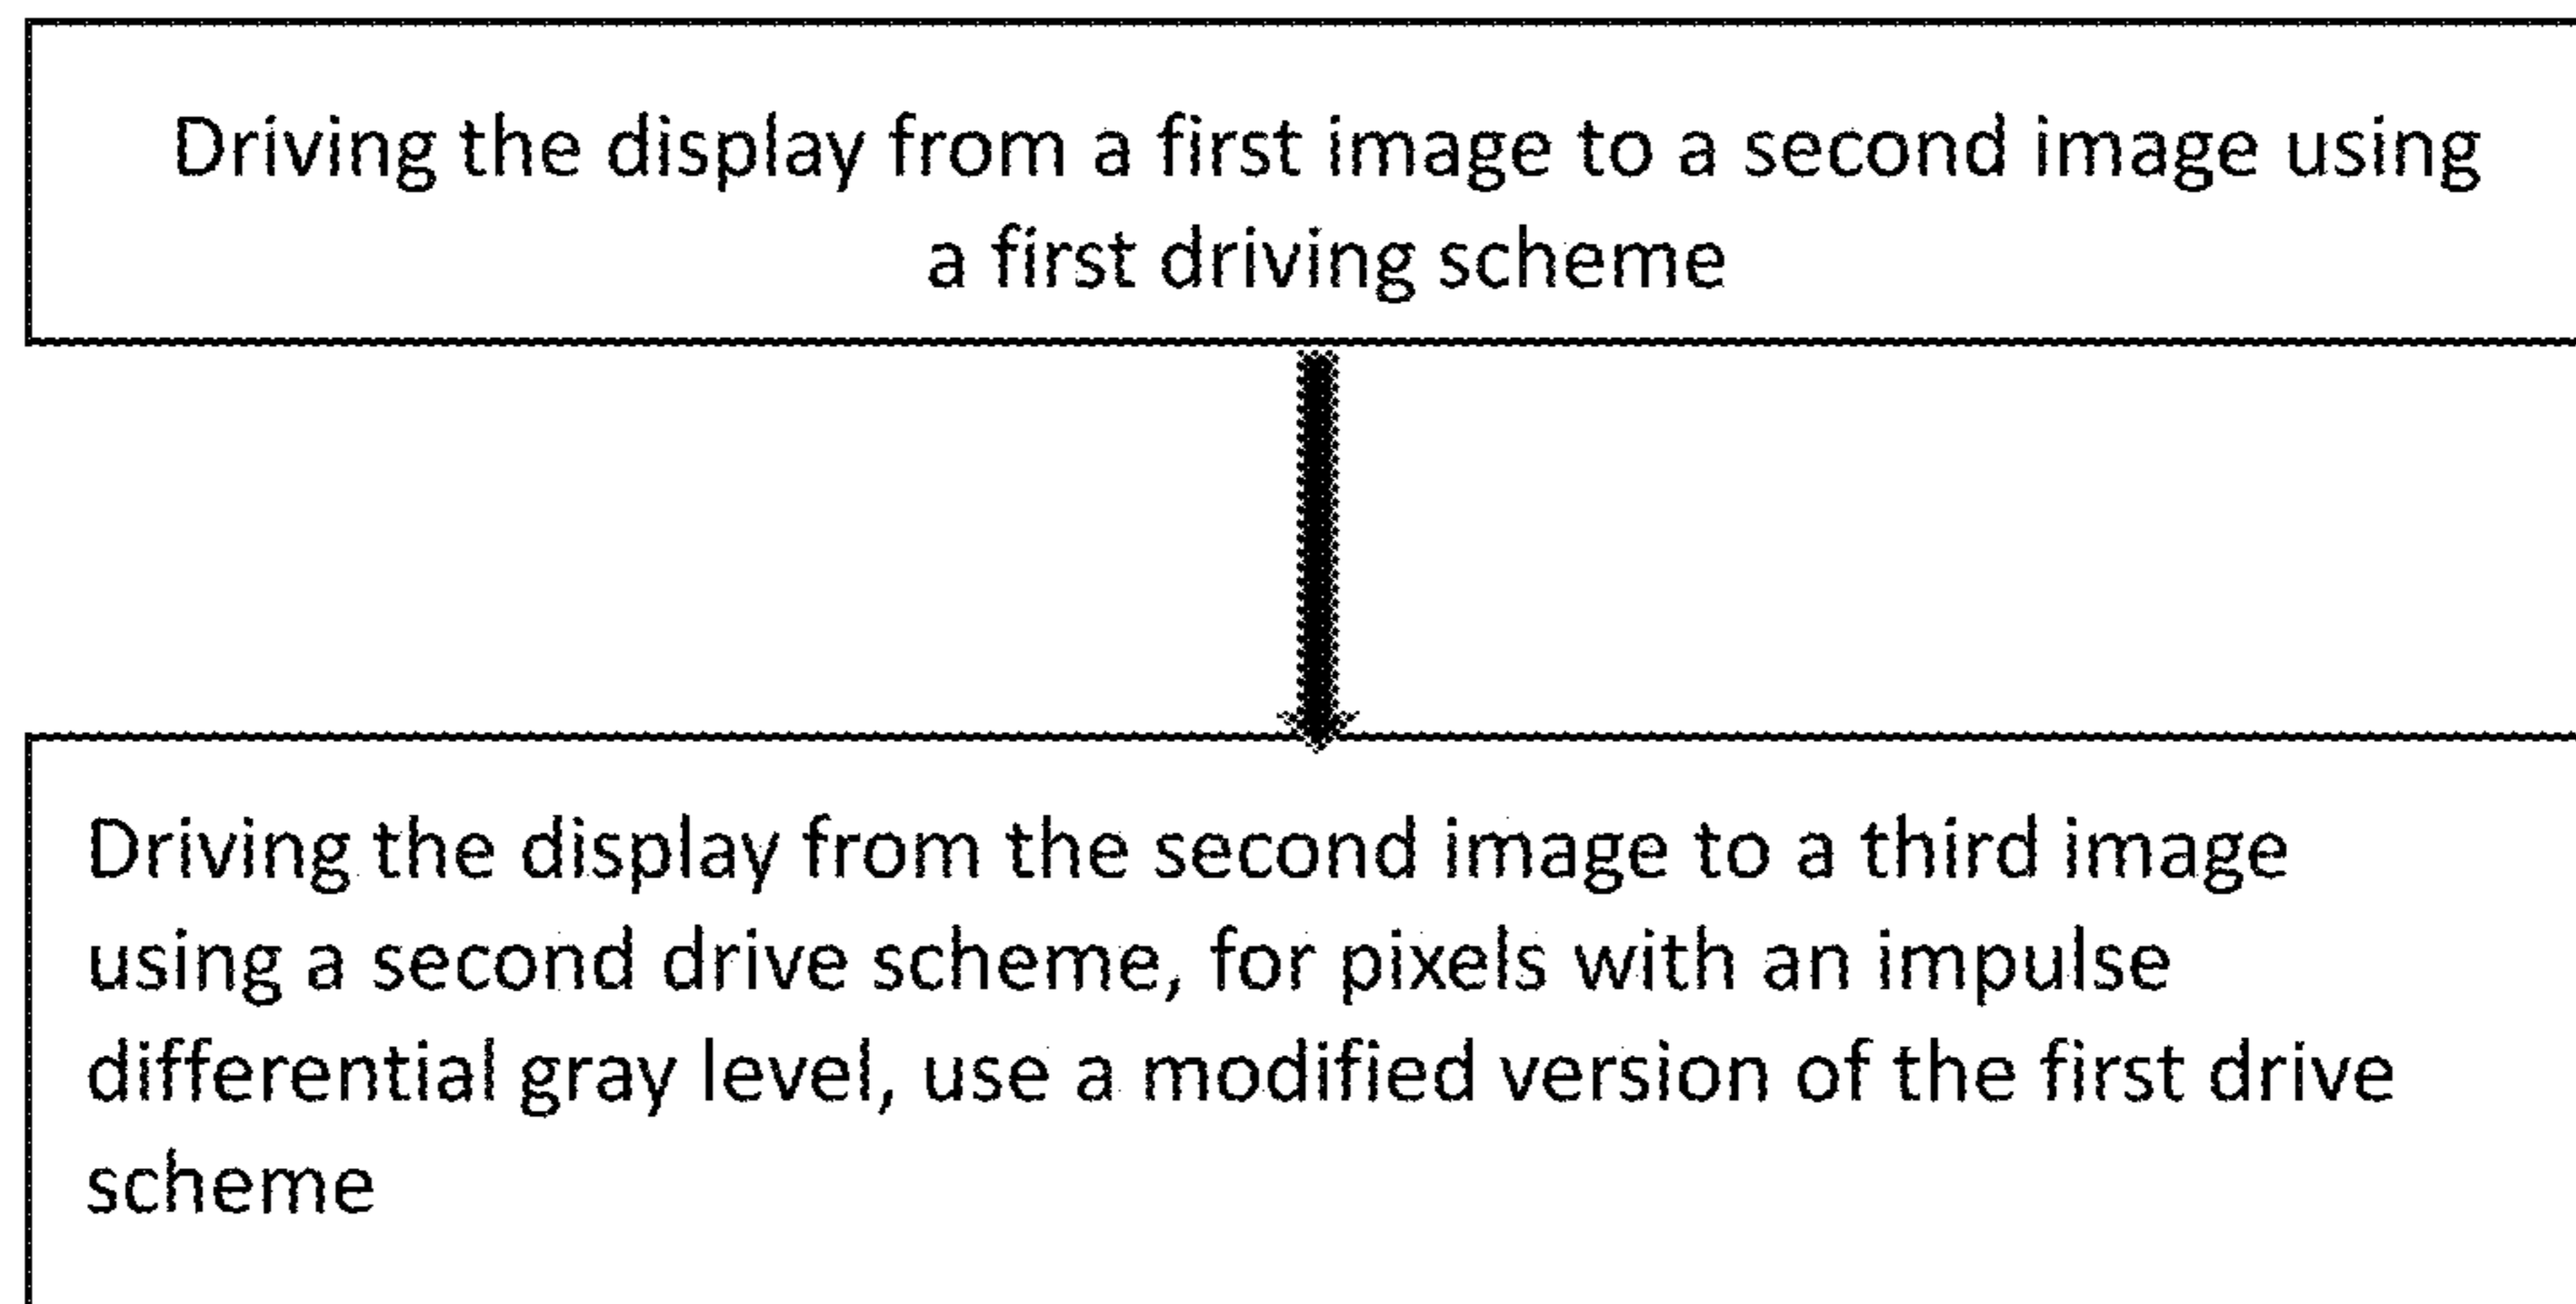 Driving the display from a first image to a second image using
a first driving scheme
Driving the display from the second image to a third image
using a second drive scheme, for pixels with an impulse
differential gray level, use a modified version of the first drive
scheme